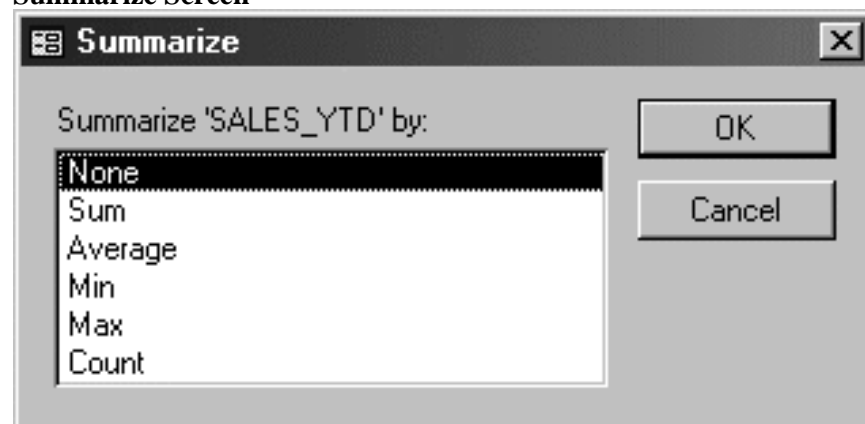 Summarize Screen
Summarize
Summarize 'SALES_YTD' by:
None
Sum
Average
Min
Max
Count
OK
Cancel